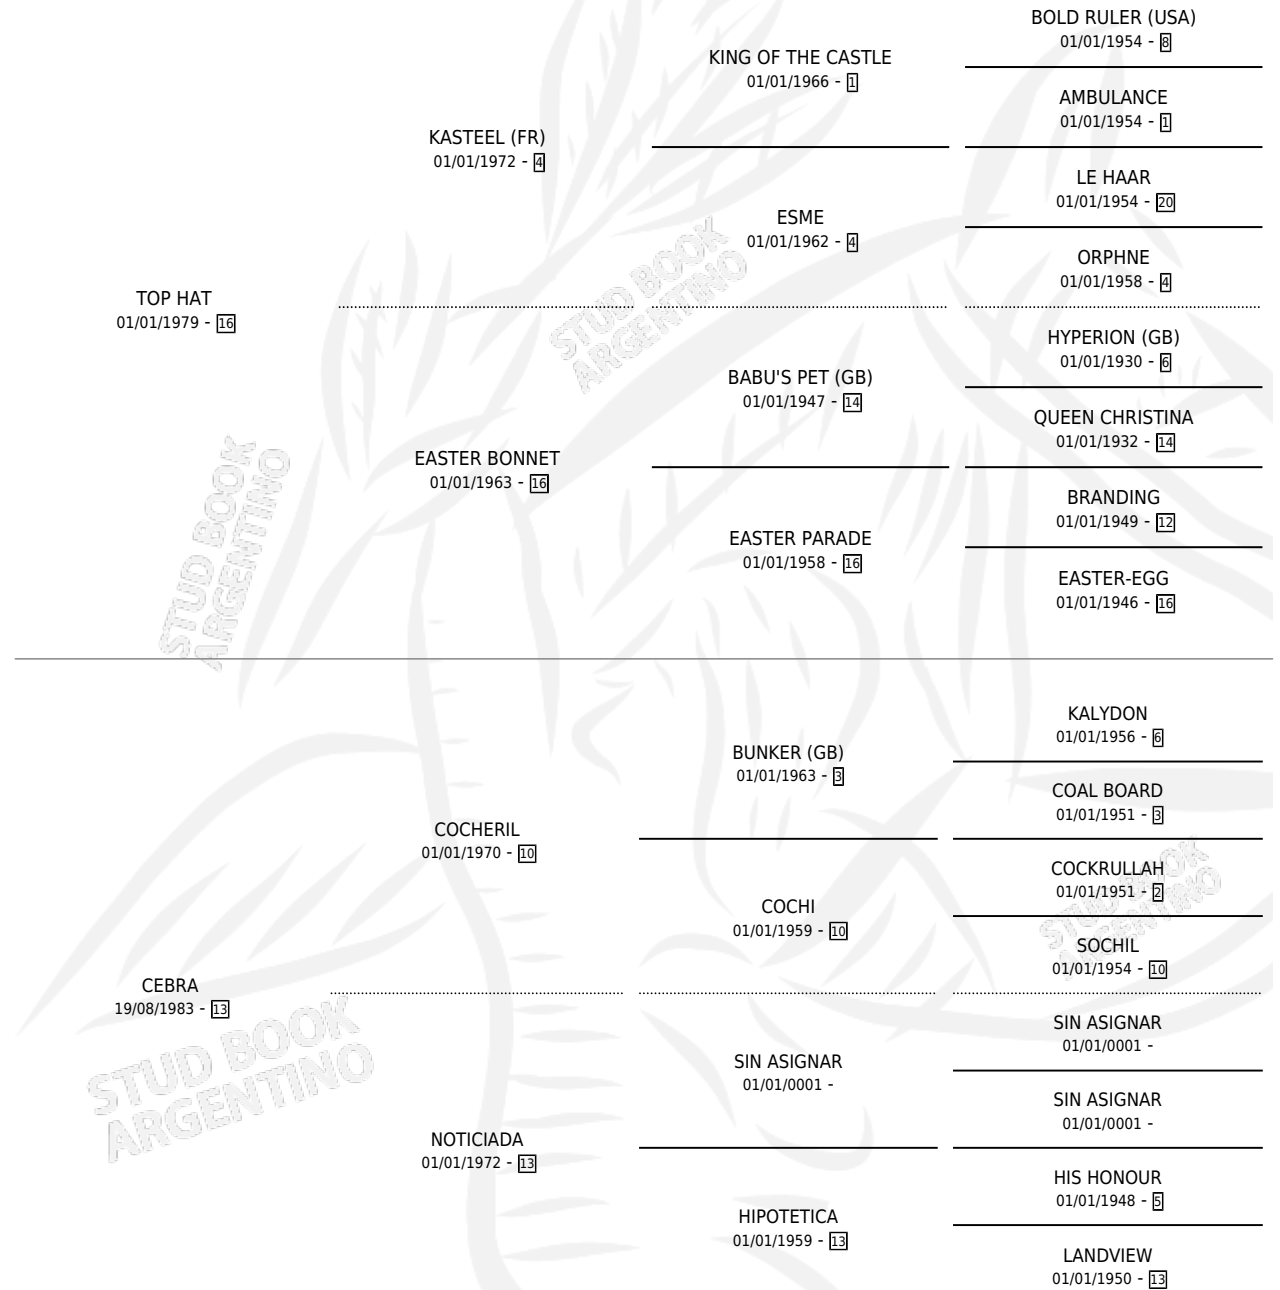 BOLD RULER (USA)
01/01/1954 - 8
KING OF THE CASTLE
01/01/1966 - 1
AMBULANCE
01/01/1954 - 1
KASTEEL (FR)
01/01/1972 - 4
LE HAAR
01/01/1954 - 20
ESME
01/01/1962 - 4
ORPHNE
01/01/1958 - 4
TOP HAT
01/01/1979 - 16
HYPERION (GB)
01/01/1930 - 6
BABU'S PET (GB)
01/01/1947 - 14
QUEEN CHRISTINA
01/01/1932 - 14
EASTER BONNET
01/01/1963 - 16
BRANDING
01/01/1949 - 12
EASTER PARADE
01/01/1958 - 16
EASTER-EGG
01/01/1946 - 16
KALYDON
01/01/1956 - 6
BUNKER (GB)
01/01/1963 - 3
COAL BOARD
01/01/1951 - 3
COCHERIL
01/01/1970 - 10
COCKRULLAH
01/01/1951 - 2
COCHI
01/01/1959 - 10
SOCHIL
01/01/1954 - 10
CEBRA
19/08/1983 - 13
SIN ASIGNAR
01/01/0001 -
SIN ASIGNAR
01/01/0001 -
SIN ASIGNAR
01/01/0001 -
NOTICIADA
01/01/1972 - 13
HIS HONOUR
01/01/1948 - 5
HIPOTETICA
01/01/1959 - 13
LANDVIEW
01/01/1950 - 13
STUD BOOK
ARGENTINO
STUD BOOK
ARGENTINO
STUD BOOK
ARGENTINO
STUD BOOK
ARGENTINO